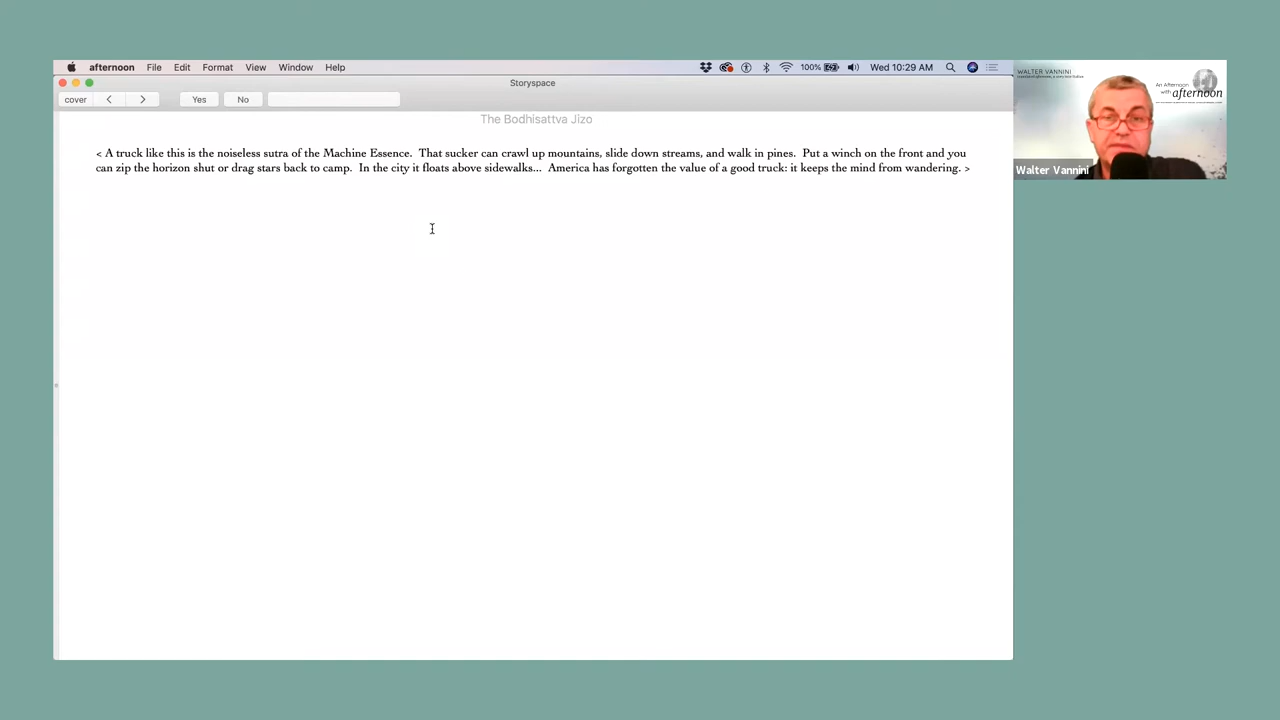 afternoon File Edit Format View Window Help 100% Wed 10:29 AM
Storyspace
cover Yes No
The Bodhisattva Jizo
< A truck like this is the noiseless sutra of the Machine Essence. That sucker can crawl up mountains, slide down streams, and walk in pines. Put a winch on the front and you
can zip the horizon shut or drag stars back to camp. In the city it floats above sidewalks... America has forgotten the value of a good truck: it keeps the mind from wandering. >
WALTER VANNINI
An Afternoon
with afternoon
Walter Vannini